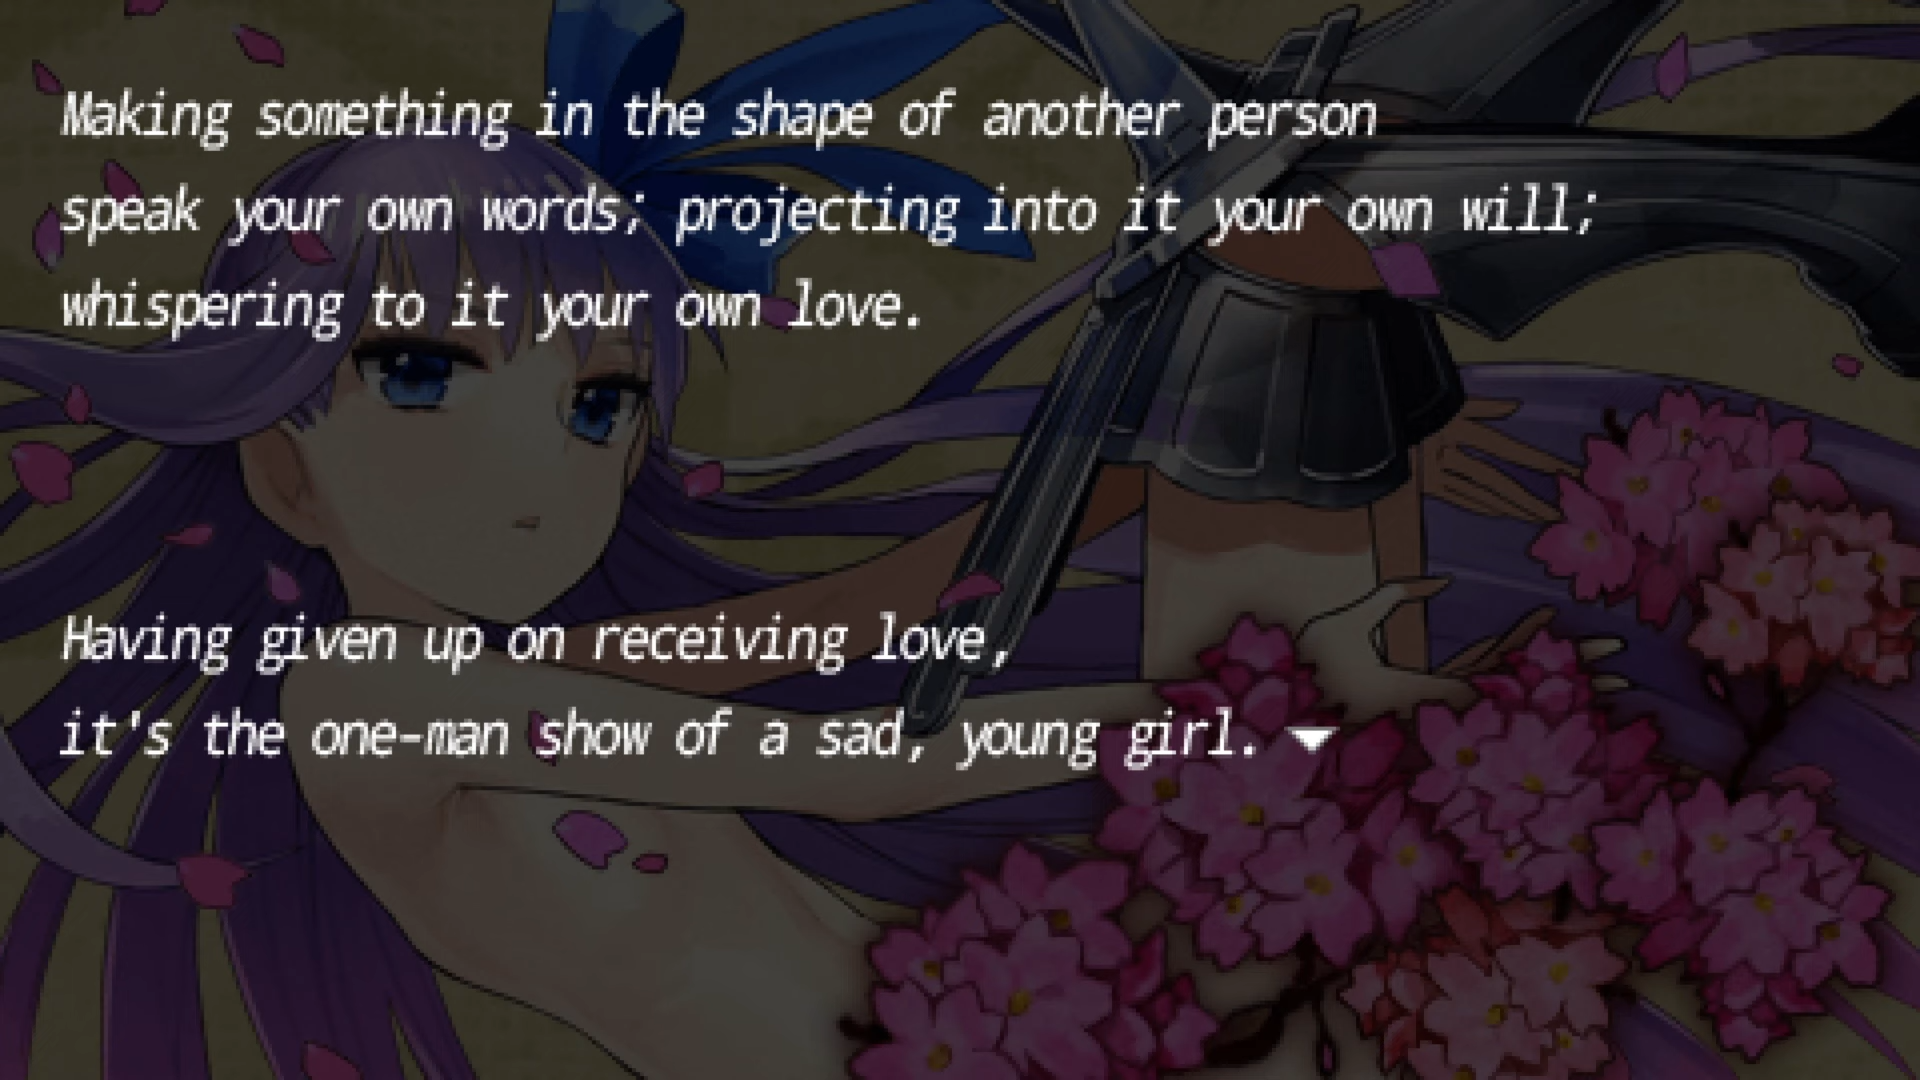 Making something in the shape of another person
speak your own words; projecting into it your own will;
whispering to it your own love.
Having given up on receiving love,
it's the one-man show of a sad, young girl.